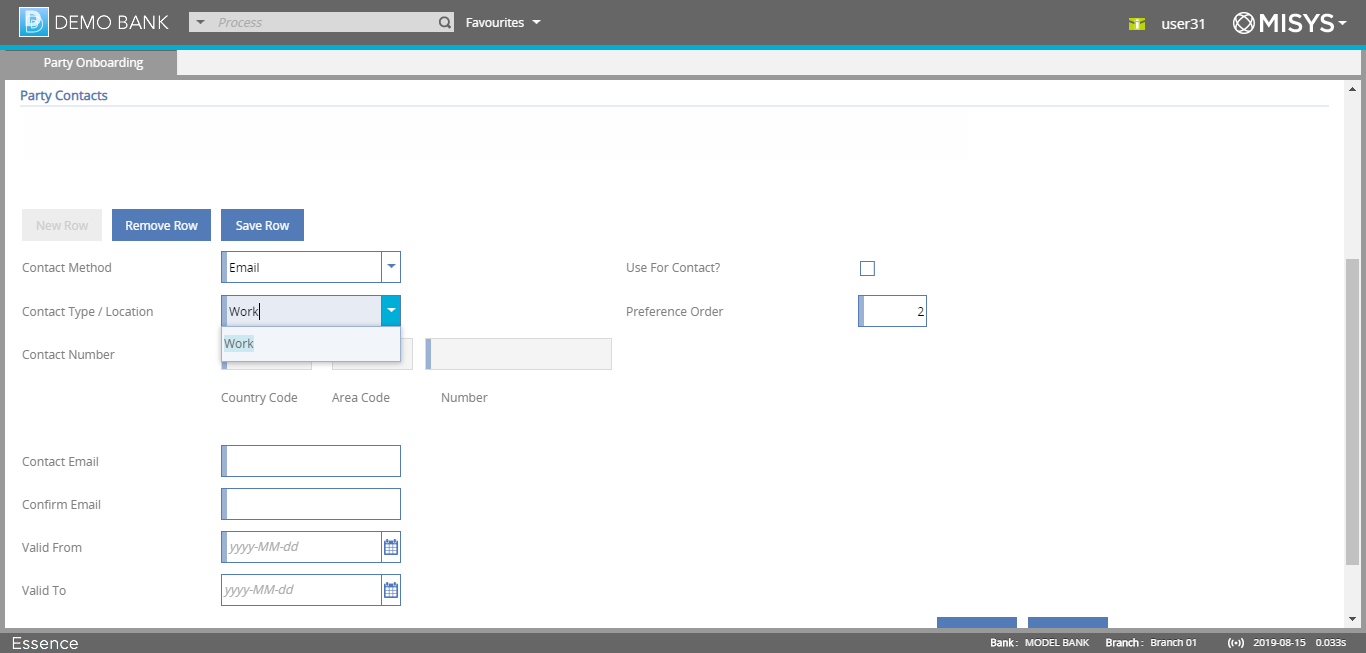 DEMO BANK
Process
Favourites
user31
MISYS
Party Onboarding
Party Contacts
New Row
Remove Row
Save Row
Contact Method
Email
Use For Contact?
Contact Type / Location
Work
Preference Order
2
Work
Contact Number
Country Code
Area Code
Number
Contact Email
Confirm Email
Valid From
yyyy-MM-dd
Valid To
yyyy-MM-dd
Essence
Bank : MODEL BANK Branch : Branch 01 2019-08-15 0.033s